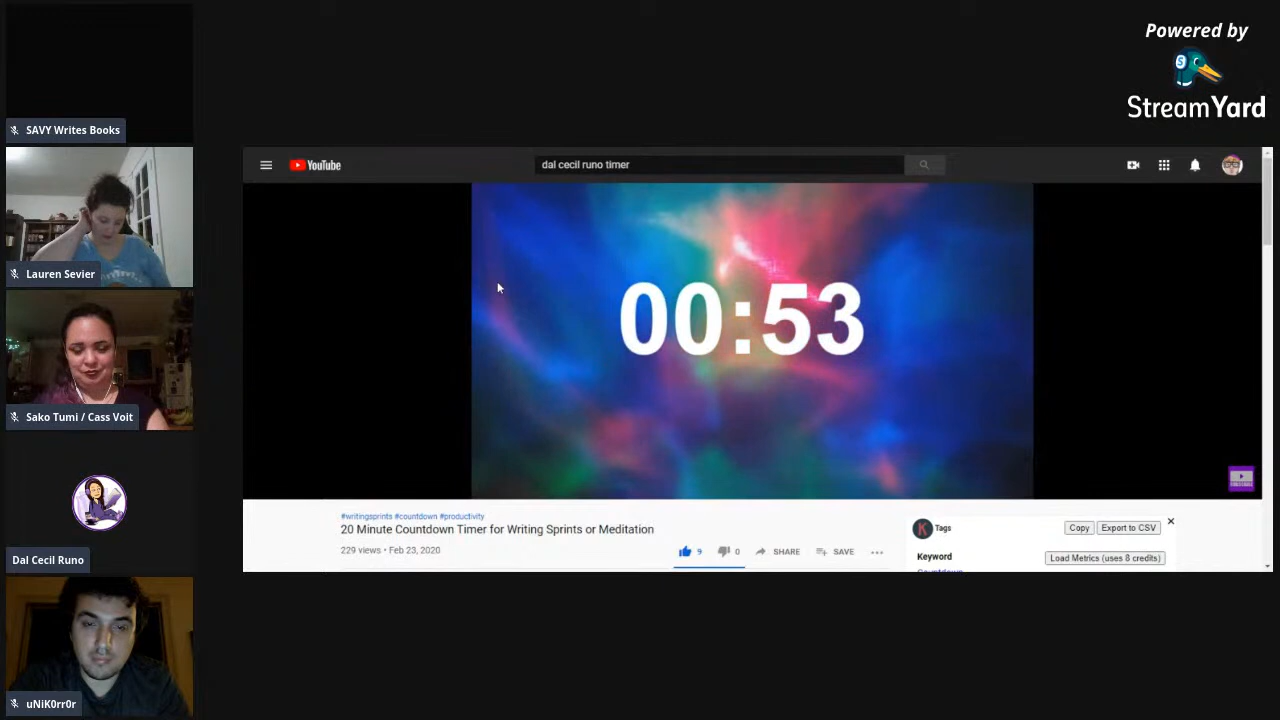 Powered by
StreamYard
SAVY Writes Books
Lauren Sevier
Sako Tumi / Cass Voit
Dal Cecil Runo
uNiK0rr0r
YouTube
dal cecil runo timer
00:53
#writingsprints #countdown #productivity
20 Minute Countdown Timer for Writing Sprints or Meditation
229 views • Feb 23, 2020
9
0
SHARE
SAVE
Tags
Copy
Export to CSV
Keyword
Load Metrics (uses 8 credits)